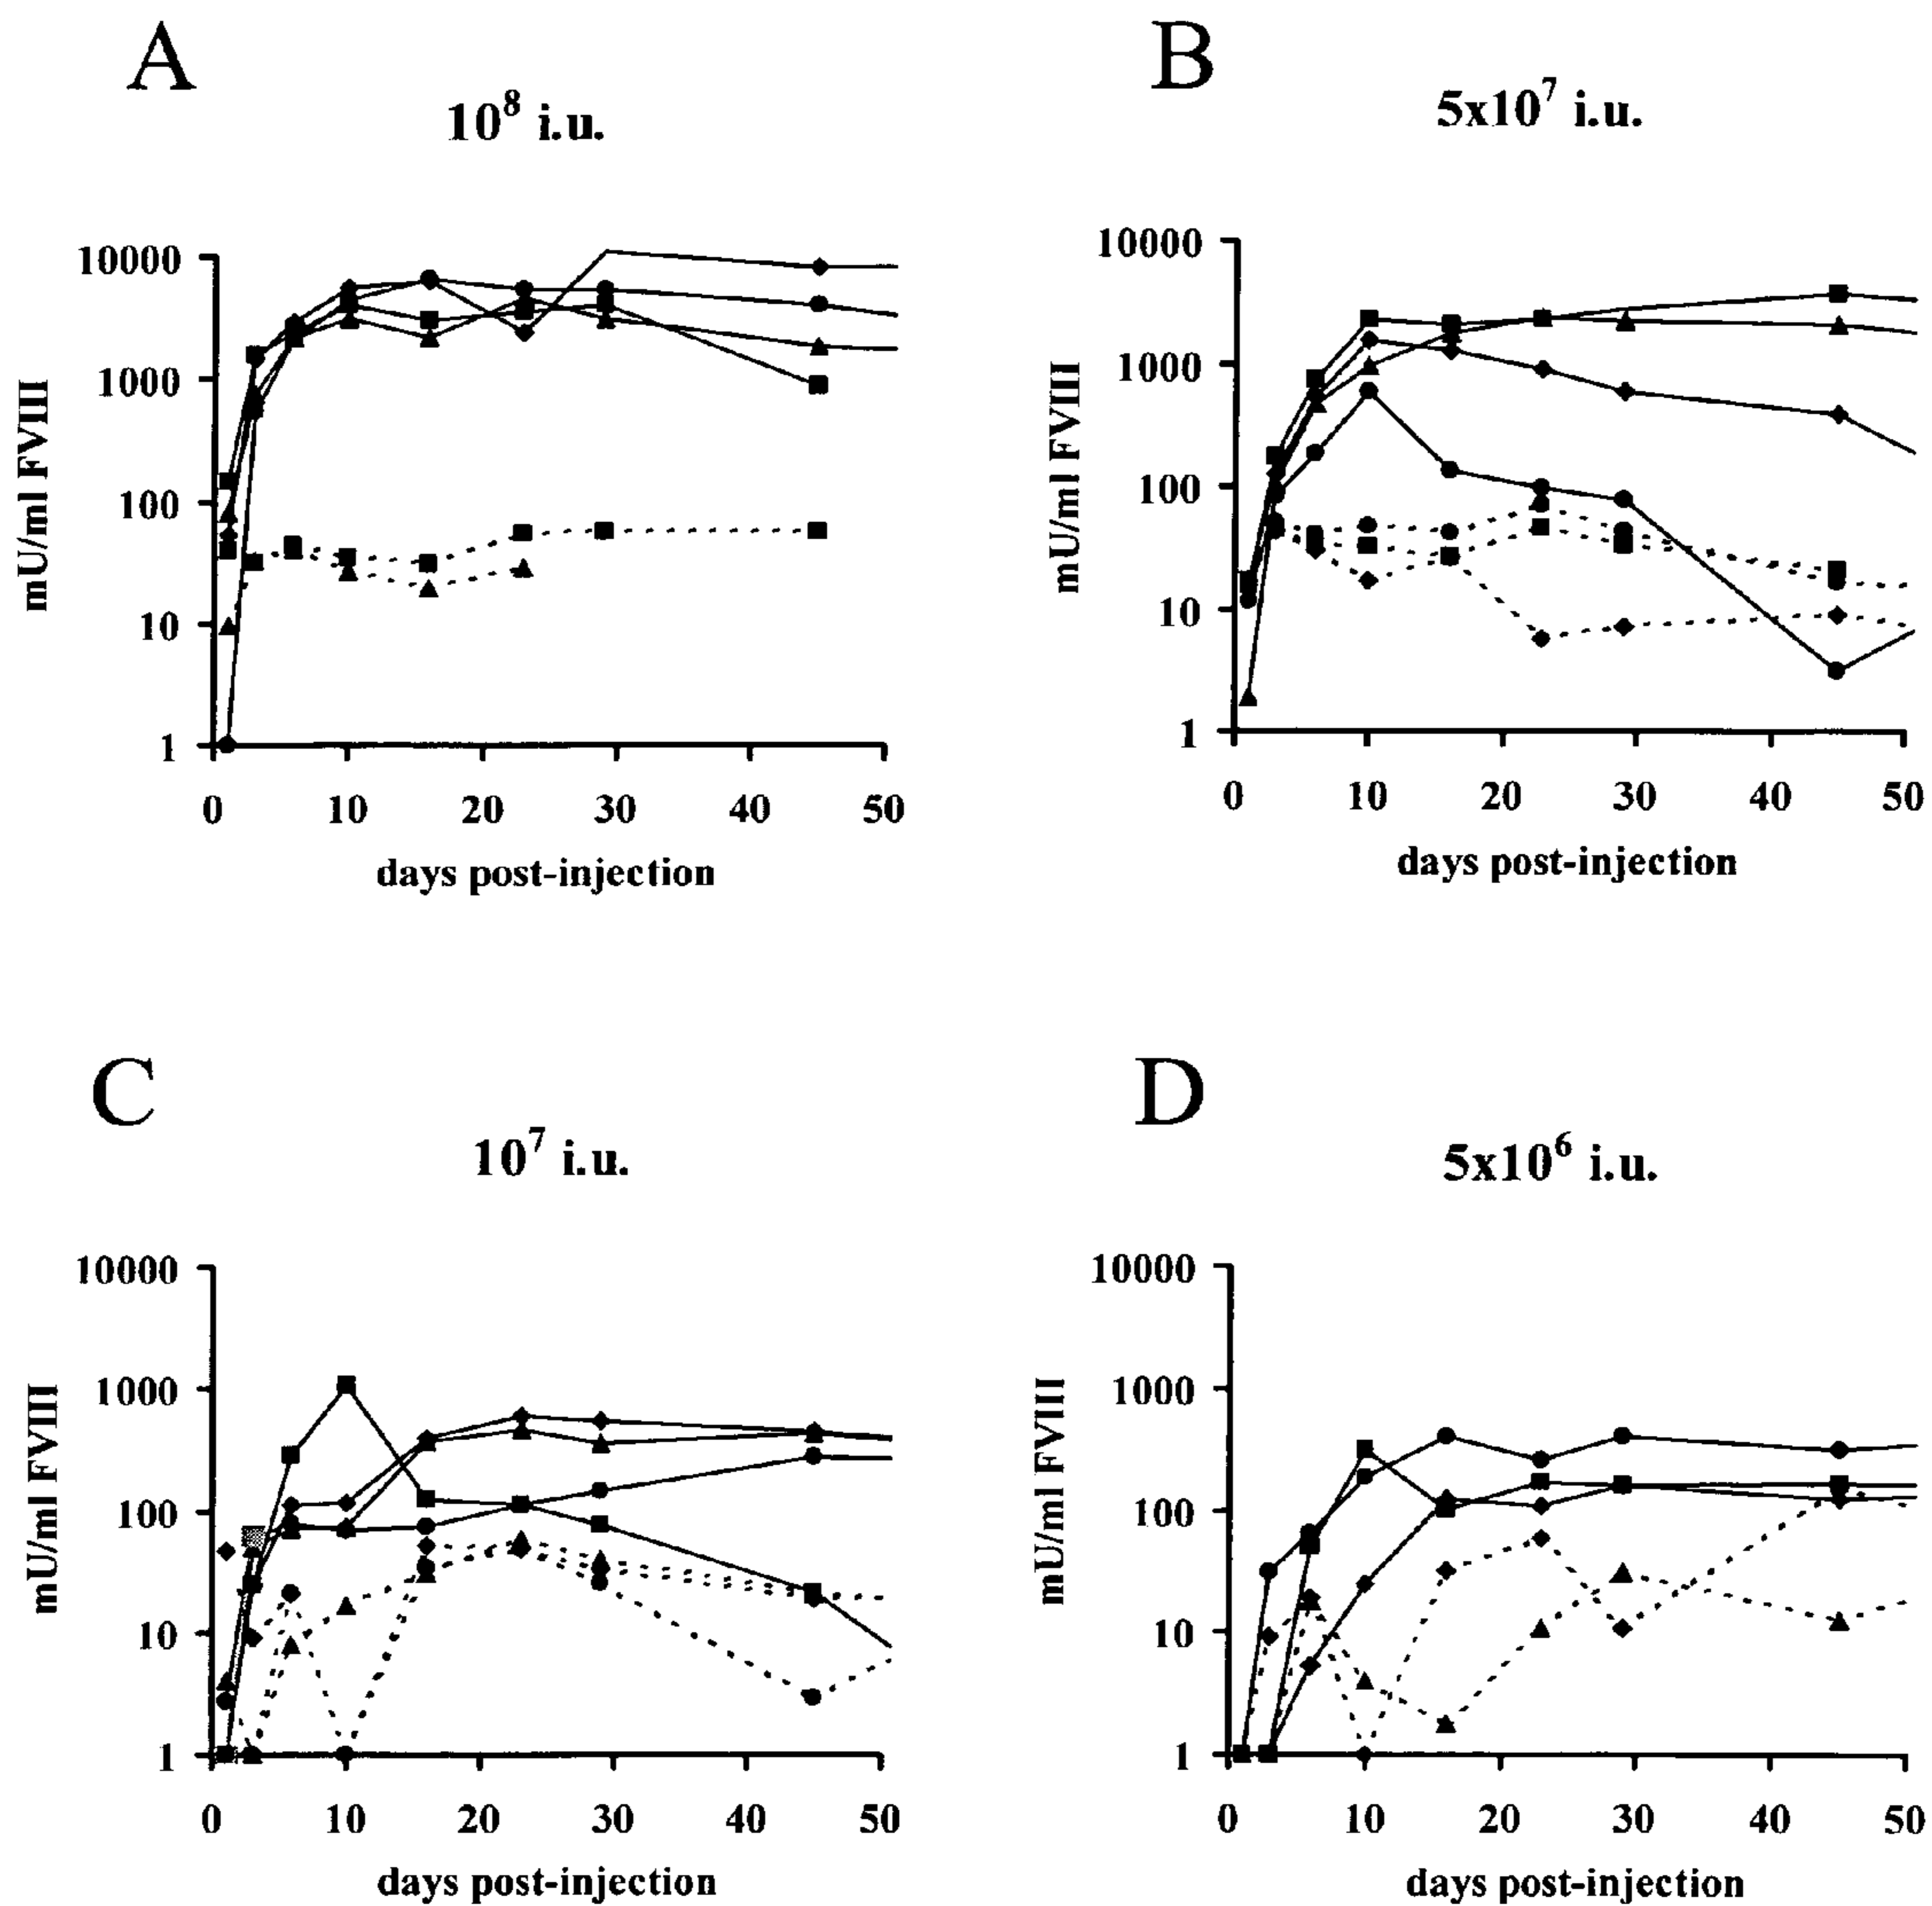 A
10⁸ i.u.
10000
1000
100
10
1
mU/ml FVIII
0 10 20 30 40 50
days post-injection
B
5x10⁷ i.u.
10000
1000
100
10
1
mU/ml FVIII
0 10 20 30 40 50
days post-injection
C
10⁷ i.u.
10000
1000
100
10
1
mU/ml FVIII
0 10 20 30 40 50
days post-injection
D
5x10⁶ i.u.
10000
1000
100
10
1
mU/ml FVIII
0 10 20 30 40 50
days post-injection